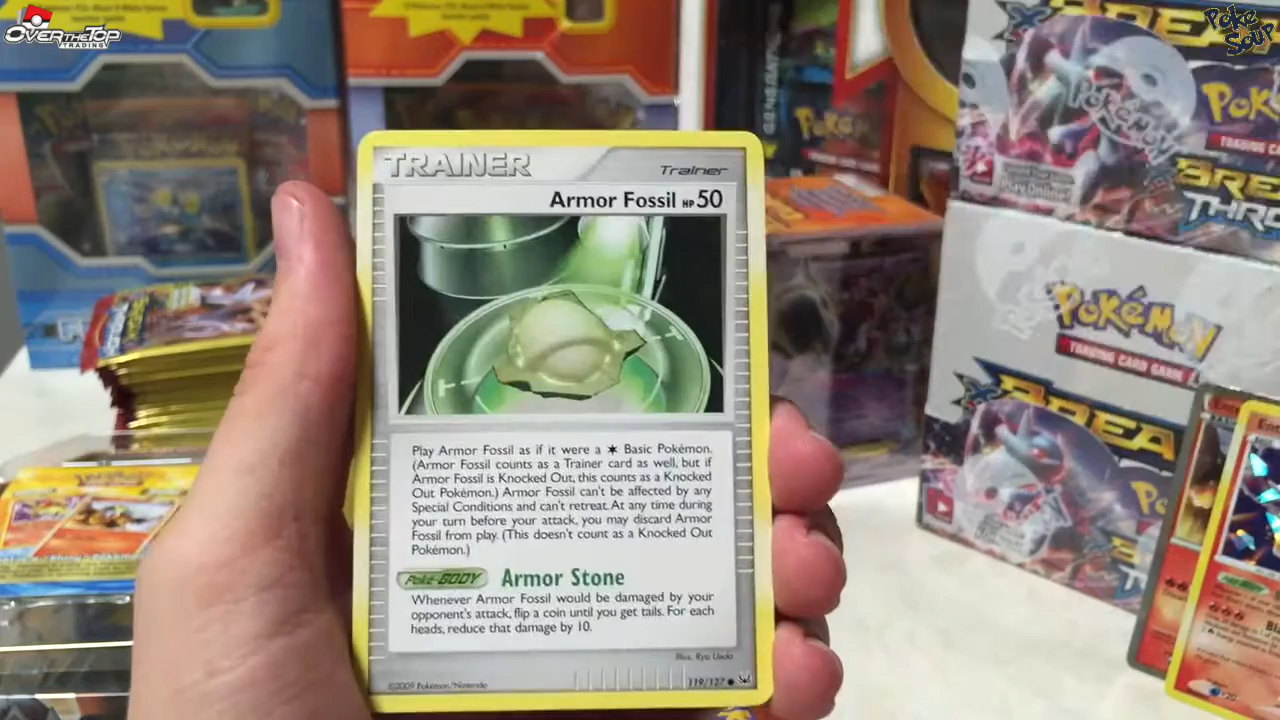 OVERTHETOP
TRADING
POKE
SOUP
TRAINER
Trainer
Armor Fossil HP 50
Play Armor Fossil as if it were a Basic Pokémon.
(Armor Fossil counts as a Trainer card as well, but if
Armor Fossil is Knocked Out, this counts as a Knocked
Out Pokémon.) Armor Fossil can't be affected by any
Special Conditions and can't retreat. At any time during
your turn before your attack, you may discard Armor
Fossil from play. (This doesn't count as a Knocked Out
Pokémon.)
Poké-BODY Armor Stone
Whenever Armor Fossil would be damaged by your
opponent's attack, flip a coin until you get tails. For each
heads, reduce that damage by 10.
Illus. Ryo Ueda
©2009 Pokémon/Nintendo
119/127
POKéMON
Play Online
BREA
THRO
POKéMON
TRADING CARD GAME
BREA